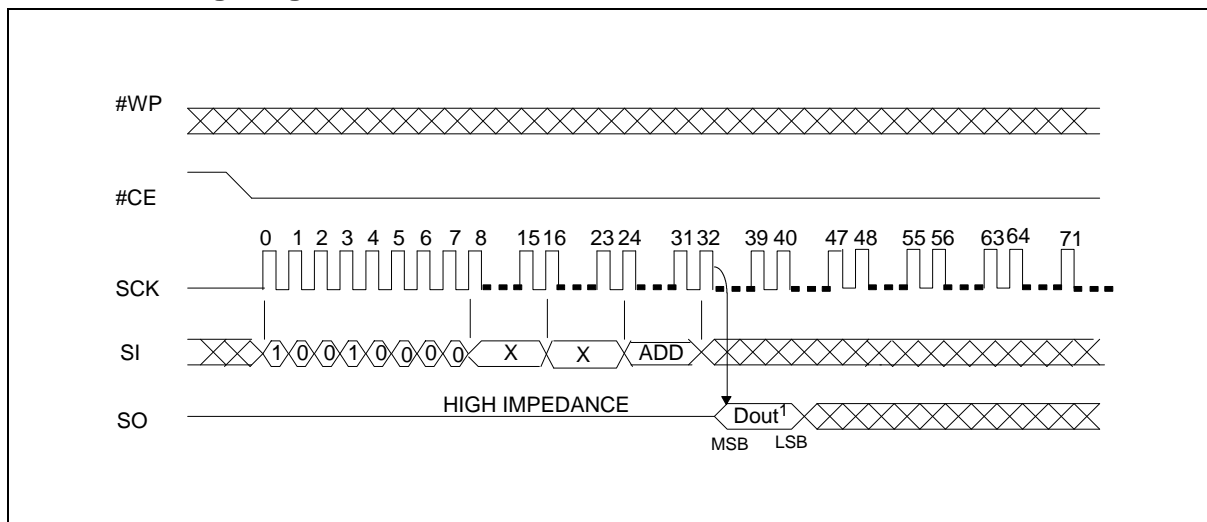 #WP
#CE
0 1 2 3 4 5 6 7 8 15 16 23 24 31 32 39 40 47 48 55 56 63 64 71
SCK
SI 1 0 0 1 0 0 0 0 X X ADD
HIGH IMPEDANCE
SO Dout1
MSB LSB